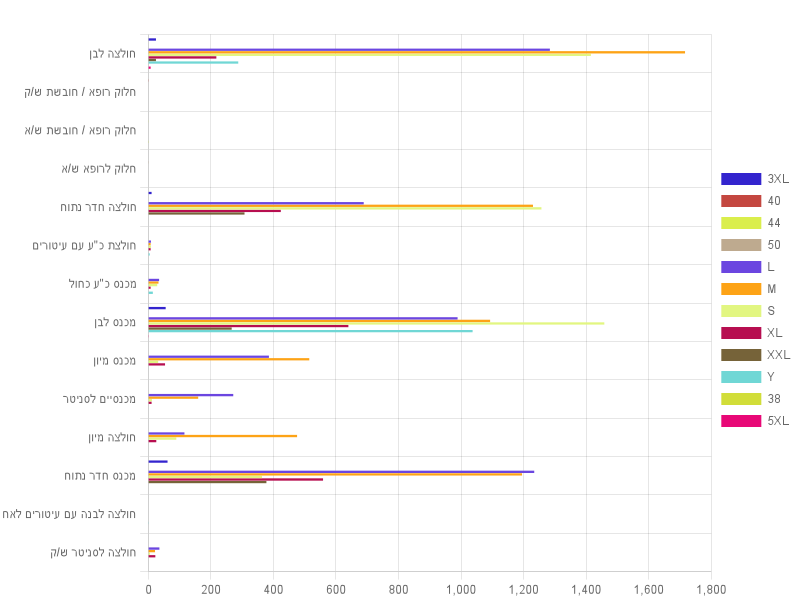 חולצה לבן
חלוק רופא / חובשת ש/ק
חלוק רופא / חובשת ש/א
חלוק לרופא ש/א
חולצה חדר נתוח
חולצת כ"ע עם עיטורים
מכנס כ"ע כחול
מכנס לבן
מכנס מיון
מכנסיים לסניטר
חולצה מיון
מכנס חדר נתוח
חולצה לבנה עם עיטורים לאח
חולצה לסניטר ש/ק
0 200 400 600 800 1,000 1,200 1,400 1,600 1,800
3XL
40
44
50
L
M
S
XL
XXL
Y
38
5XL